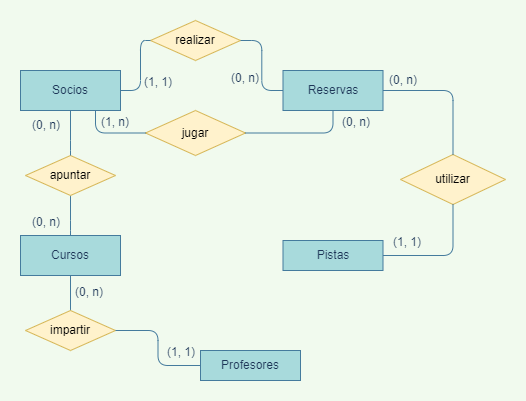 realizar
(1, 1)
(0, n)
(0, n)
Socios
Reservas
(0, n)
(1, n)
(0, n)
jugar
apuntar
utilizar
(0, n)
(1, 1)
Cursos
Pistas
(0, n)
impartir
(1, 1)
Profesores